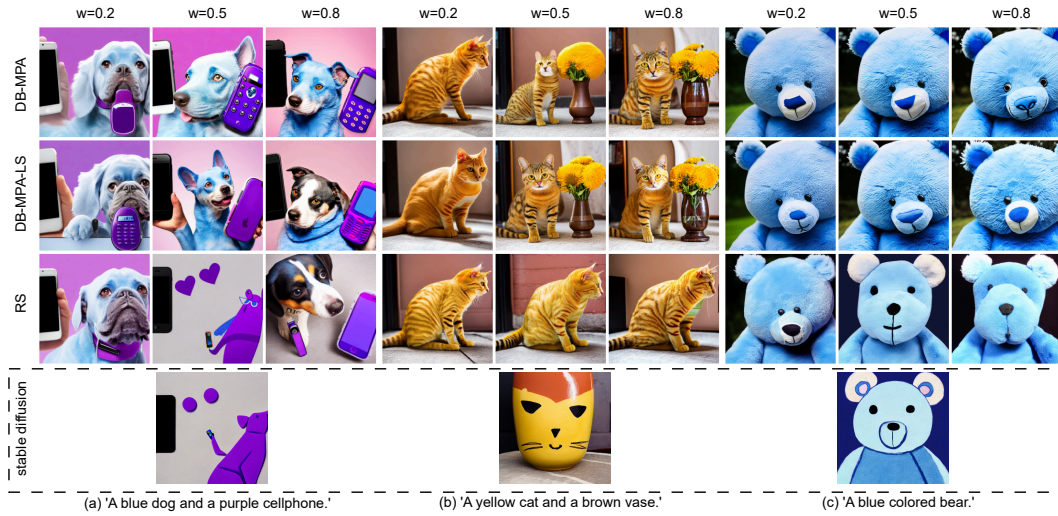 w=0.2 w=0.5 w=0.8 w=0.2 w=0.5 w=0.8 w=0.2 w=0.5 w=0.8
DB-MPA
DB-MPA-LS
RS
stable diffusion
(a) 'A blue dog and a purple cellphone.' (b) 'A yellow cat and a brown vase.' (c) 'A blue colored bear.'